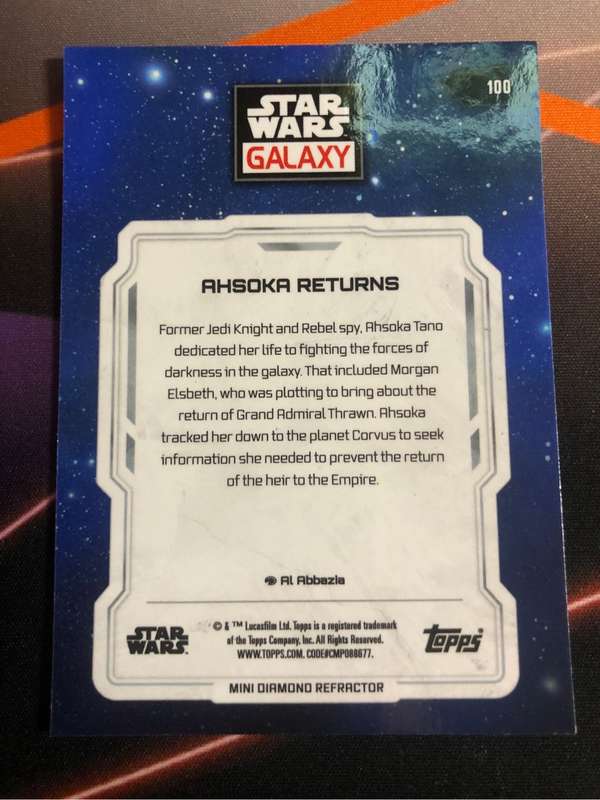 100
STAR
WARS
GALAXY
AHSOKA RETURNS
Former Jedi Knight and Rebel spy, Ahsoka Tano
dedicated her life to fighting the forces of
darkness in the galaxy. That included Morgan
Elsbeth, who was plotting to bring about the
return of Grand Admiral Thrawn. Ahsoka
tracked her down to the planet Corvus to seek
information she needed to prevent the return
of the heir to the Empire.
Al Abbazia
© & ™ Lucasfilm Ltd. Topps is a registered trademark
of the Topps Company, Inc. All Rights Reserved.
WWW.TOPPS.COM. CODE#CMP088677.
STAR
WARS
topps
MINI DIAMOND REFRACTOR